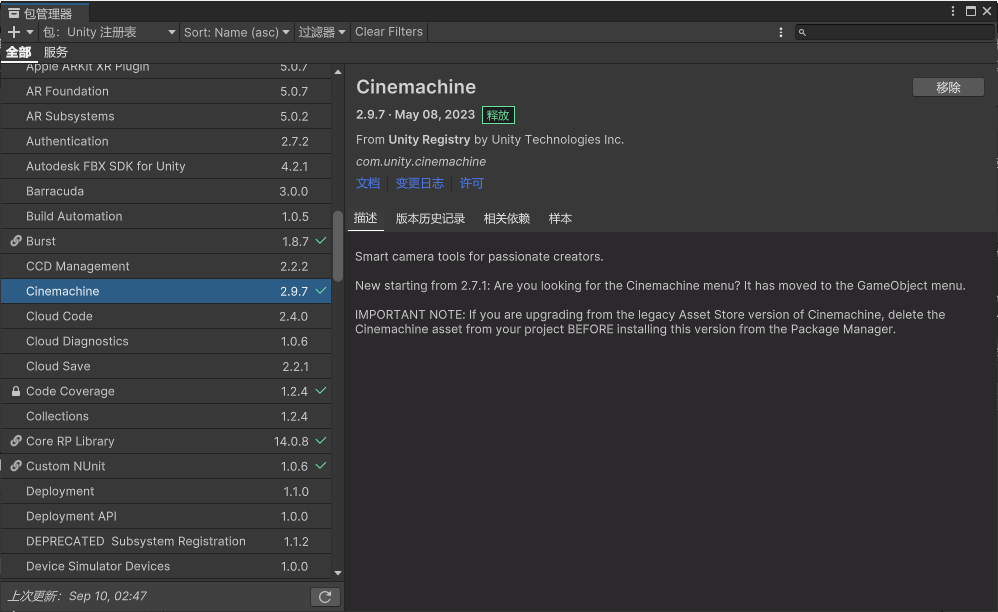 包管理器
包: Unity 注册表 Sort: Name (asc) 过滤器 Clear Filters
全部 服务
Apple ARKit XR Plugin 5.0.7
AR Foundation 5.0.7
AR Subsystems 5.0.2
Authentication 2.7.2
Autodesk FBX SDK for Unity 4.2.1
Barracuda 3.0.0
Build Automation 1.0.5
Burst 1.8.7
CCD Management 2.2.2
Cinemachine 2.9.7
Cloud Code 2.4.0
Cloud Diagnostics 1.0.6
Cloud Save 2.2.1
Code Coverage 1.2.4
Collections 1.2.4
Core RP Library 14.0.8
Custom NUnit 1.0.6
Deployment 1.1.0
Deployment API 1.0.0
DEPRECATED Subsystem Registration 1.1.2
Device Simulator Devices 1.0.0
上次更新: Sep 10, 02:47
Cinemachine
移除
2.9.7 · May 08, 2023 释放
From Unity Registry by Unity Technologies Inc.
com.unity.cinemachine
文档 变更日志 许可
描述 版本历史记录 相关依赖 样本
Smart camera tools for passionate creators.
New starting from 2.7.1: Are you looking for the Cinemachine menu? It has moved to the GameObject menu.
IMPORTANT NOTE: If you are upgrading from the legacy Asset Store version of Cinemachine, delete the
Cinemachine asset from your project BEFORE installing this version from the Package Manager.